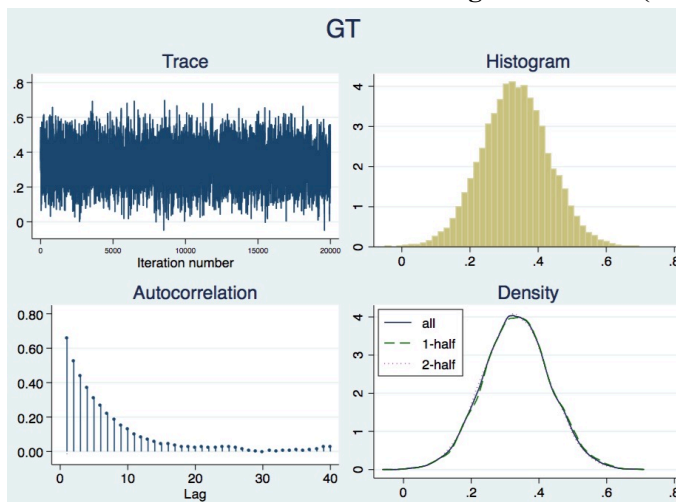 GT
Trace
.8
.6
.4
.2
0
0 5000 10000 15000 20000
Iteration number
Histogram
4
3
2
1
0
0 .2 .4 .6 .8
Autocorrelation
0.80
0.60
0.40
0.20
0.00
0 10 20 30 40
Lag
Density
all
1-half
2-half
4
3
2
1
0
0 .2 .4 .6 .8